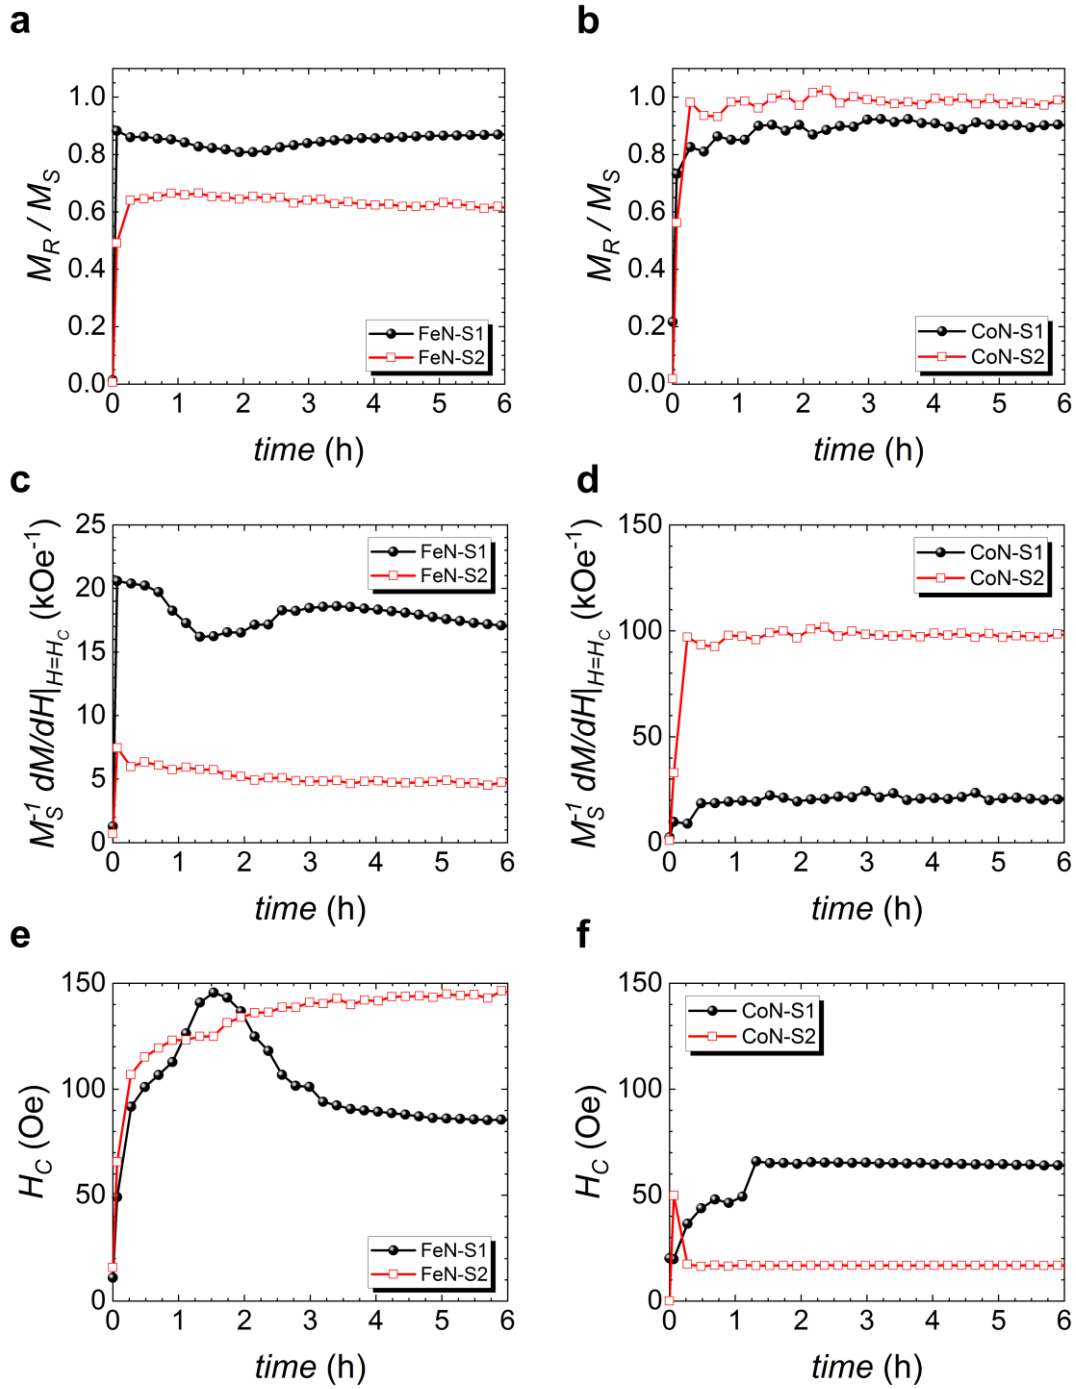 a
M_R / M_S
1.0
0.8
0.6
0.4
0.2
0.0
FeN-S1
FeN-S2
0 1 2 3 4 5 6
time (h)
b
M_R / M_S
1.0
0.8
0.6
0.4
0.2
0.0
CoN-S1
CoN-S2
0 1 2 3 4 5 6
time (h)
c
M_S^-1 dM/dH|_H=H_C (kOe^-1)
25
20
15
10
5
0
FeN-S1
FeN-S2
0 1 2 3 4 5 6
time (h)
d
M_S^-1 dM/dH|_H=H_C (kOe^-1)
150
100
50
0
CoN-S1
CoN-S2
0 1 2 3 4 5 6
time (h)
e
H_C (Oe)
150
100
50
0
FeN-S1
FeN-S2
0 1 2 3 4 5 6
time (h)
f
H_C (Oe)
150
100
50
0
CoN-S1
CoN-S2
0 1 2 3 4 5 6
time (h)